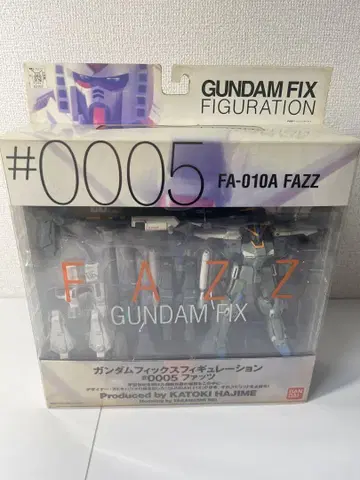 GUNDAM FIX
FIGURATION
#0005
FA-010A FAZZ
FAZZ
GUNDAM FIX
ガンダムフィックスフィギュレーション
#0005 ファッツ
Produced by KATOKI HAJIME
BANDAI